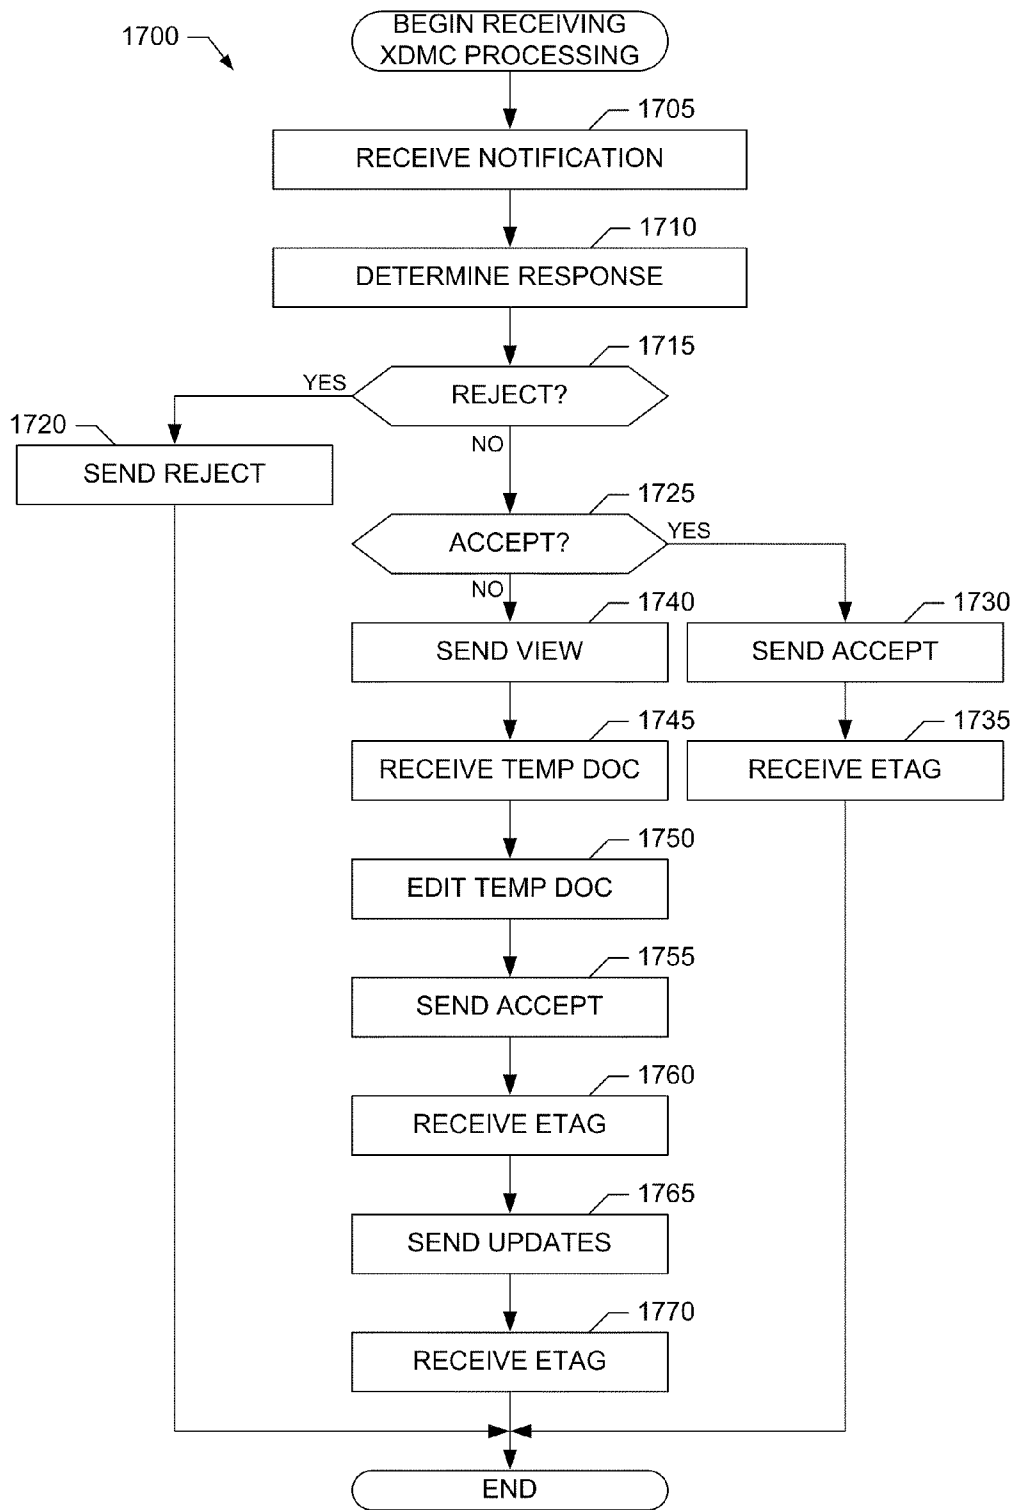 1700
BEGIN RECEIVING
XDMC PROCESSING
1705
RECEIVE NOTIFICATION
1710
DETERMINE RESPONSE
1715
YES
REJECT?
1720
NO
SEND REJECT
1725
ACCEPT?
YES
NO
1740
1730
SEND VIEW
SEND ACCEPT
1745
1735
RECEIVE TEMP DOC
RECEIVE ETAG
1750
EDIT TEMP DOC
1755
SEND ACCEPT
1760
RECEIVE ETAG
1765
SEND UPDATES
1770
RECEIVE ETAG
END